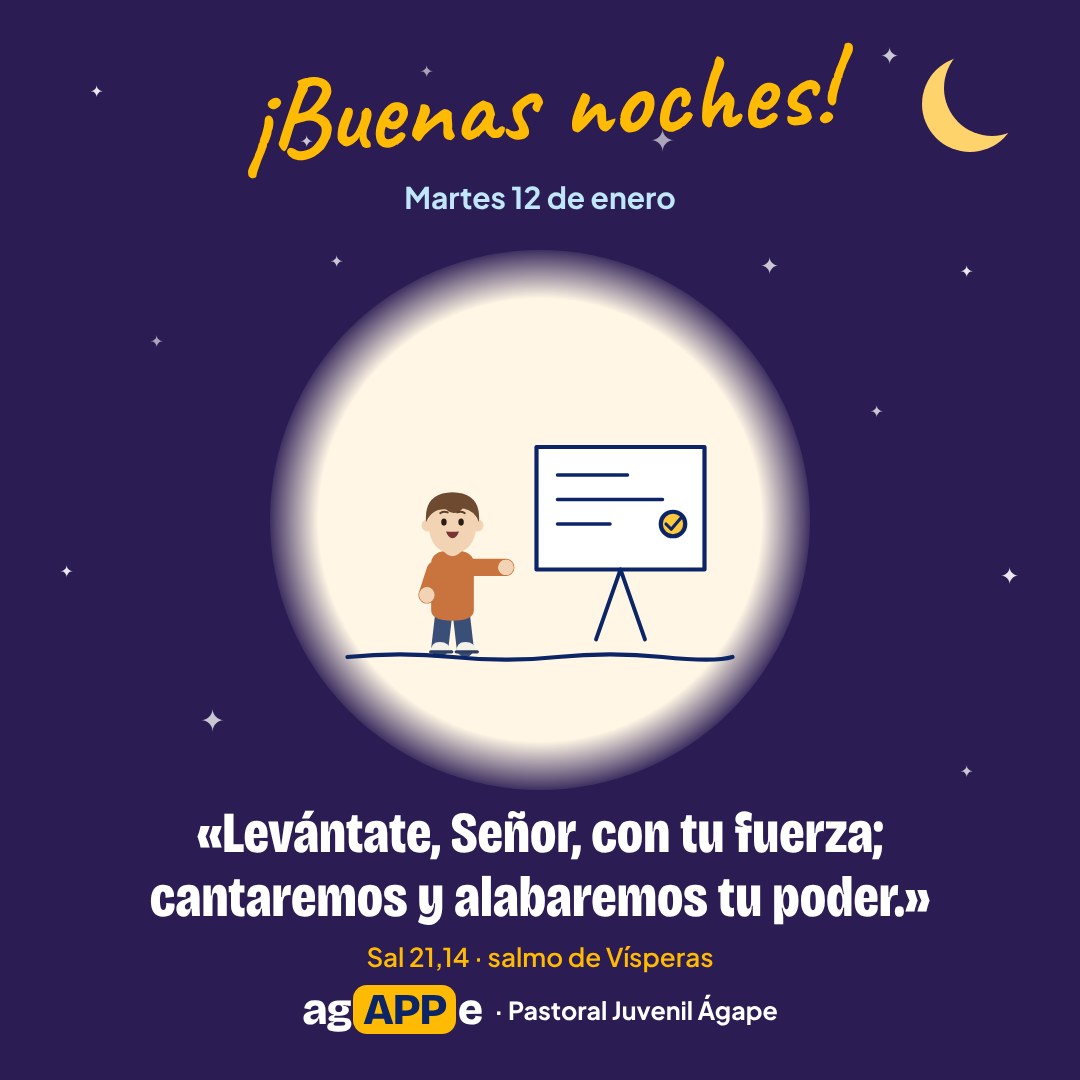 ¡Buenas noches!
Martes 12 de enero
«Levántate, Señor, con tu fuerza;
cantaremos y alabaremos tu poder.»
Sal 21,14 · salmo de Vísperas
agAPPe · Pastoral Juvenil Ágape